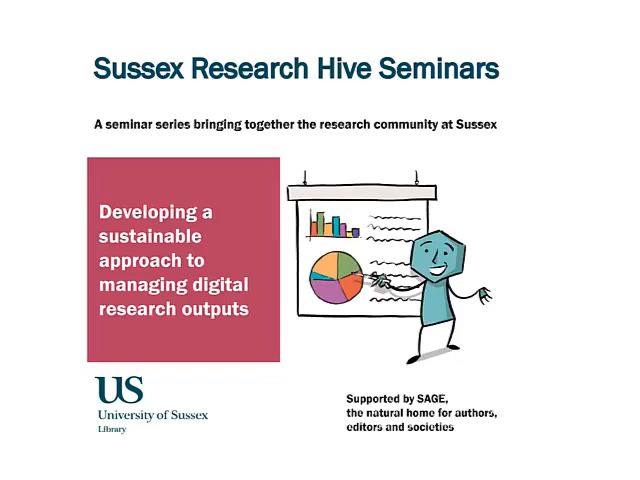 Sussex Research Hive Seminars
A seminar series bringing together the research community at Sussex
Developing a
sustainable
approach to
managing digital
research outputs
US
University of Sussex
Library
Supported by SAGE,
the natural home for authors,
editors and societies